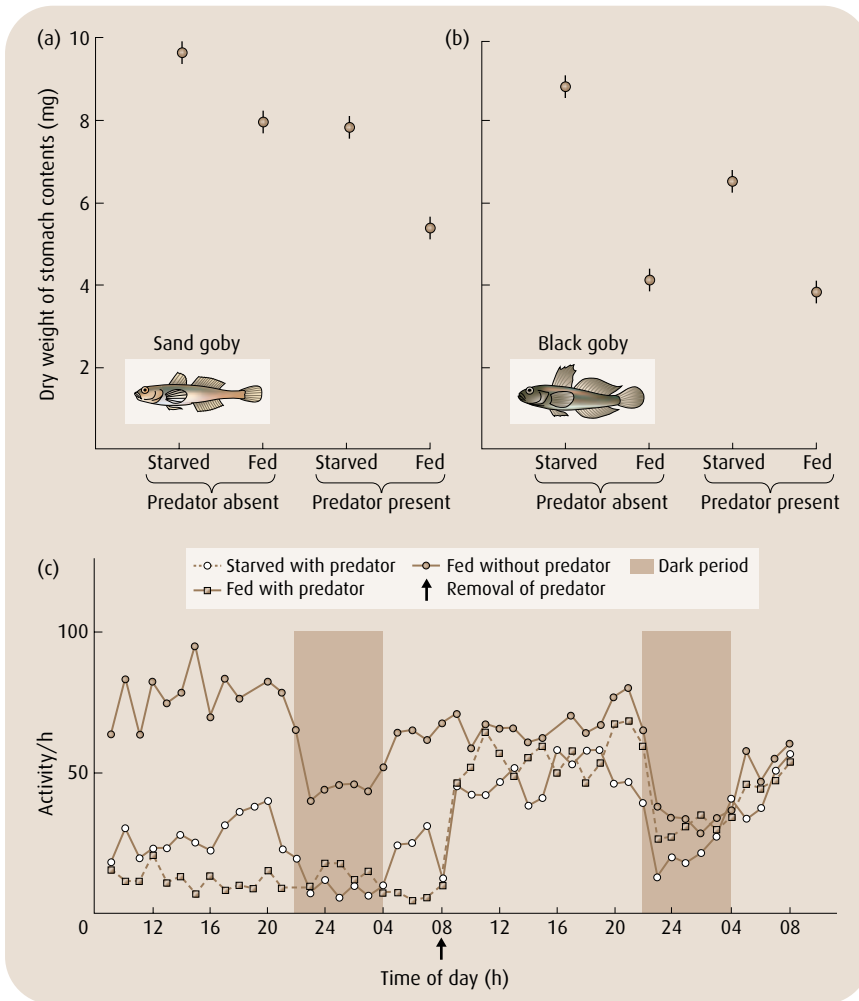 (a)
(b)
Dry weight of stomach contents (mg)
10
8
6
4
2
Sand goby
Black goby
Starved Fed Starved Fed
Predator absent Predator present
Starved Fed Starved Fed
Predator absent Predator present
(c)
Starved with predator Fed without predator Dark period
Fed with predator Removal of predator
Activity/h
100
50
0
12 16 20 24 04 08 12 16 20 24 04 08
Time of day (h)